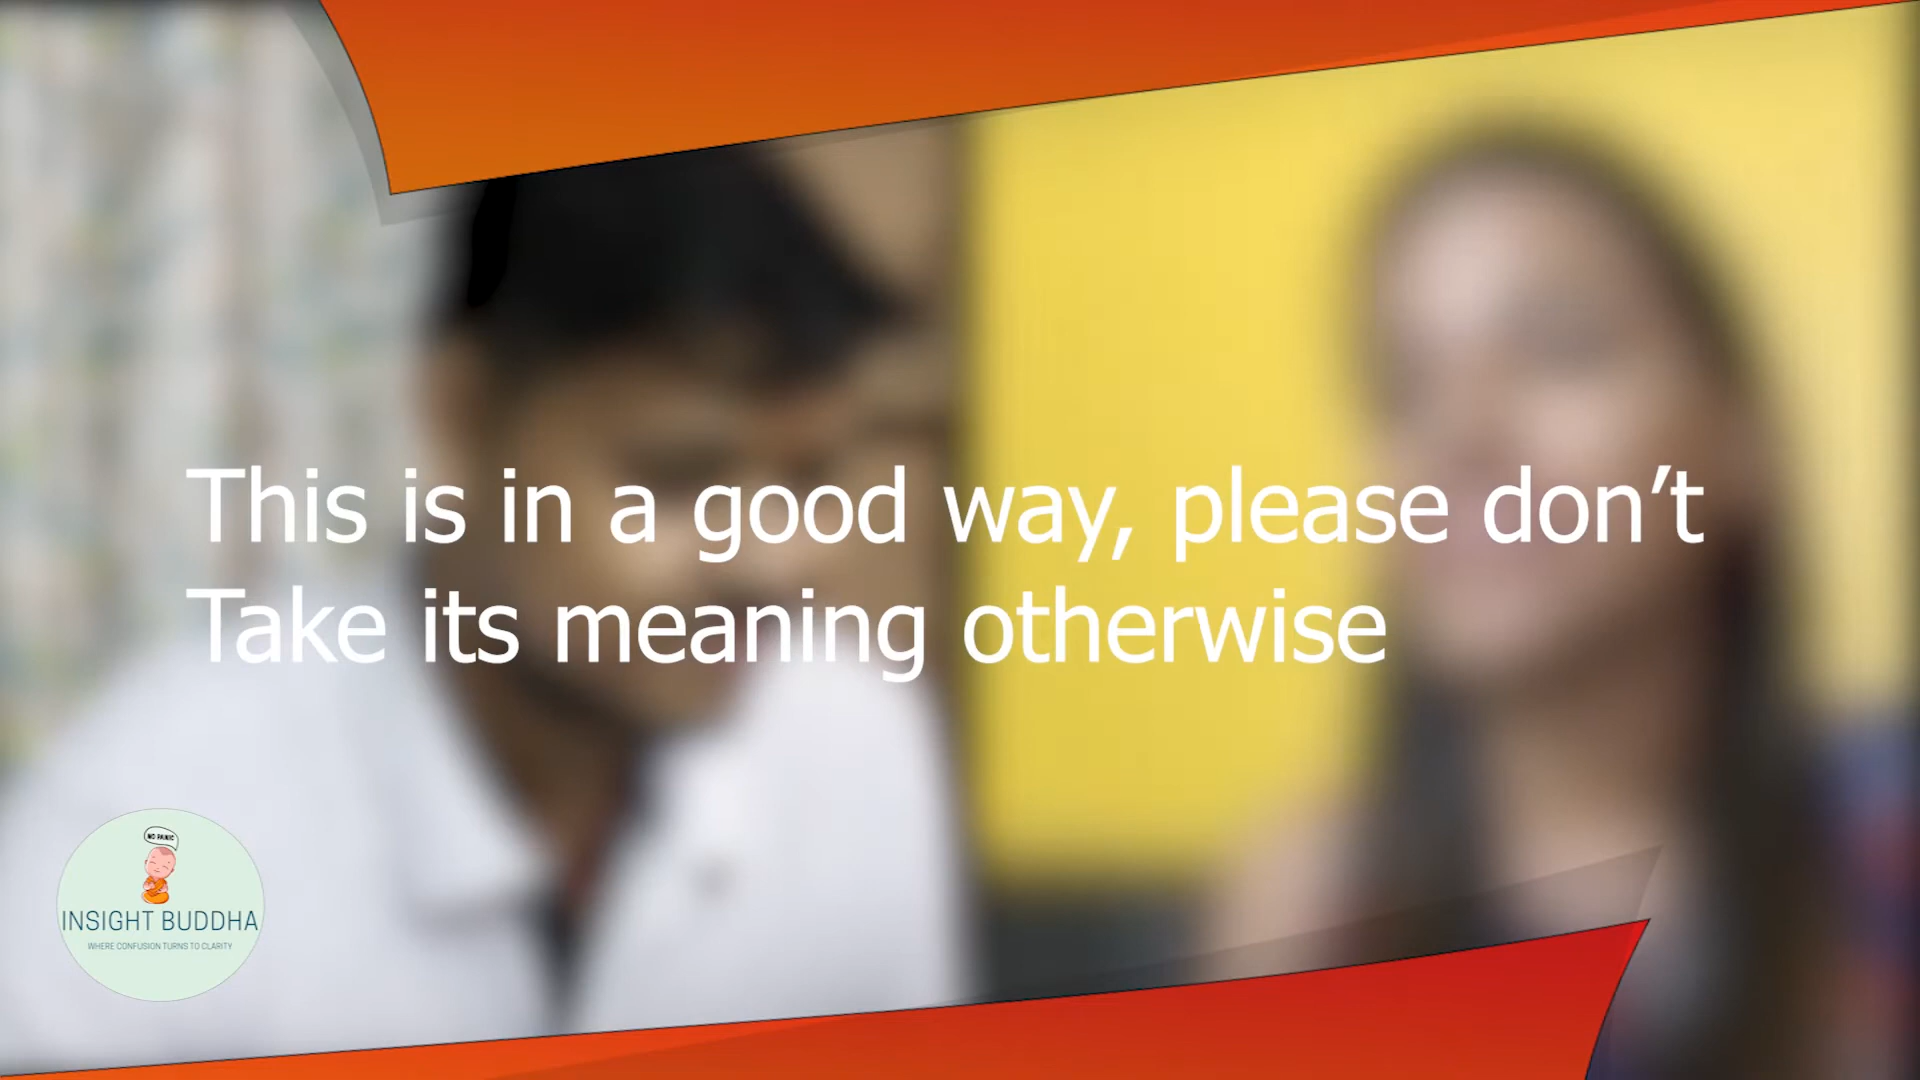 This is in a good way, please don’t
Take its meaning otherwise
NO PANIC
INSIGHT BUDDHA
WHERE CONFUSION TURNS TO CLARITY